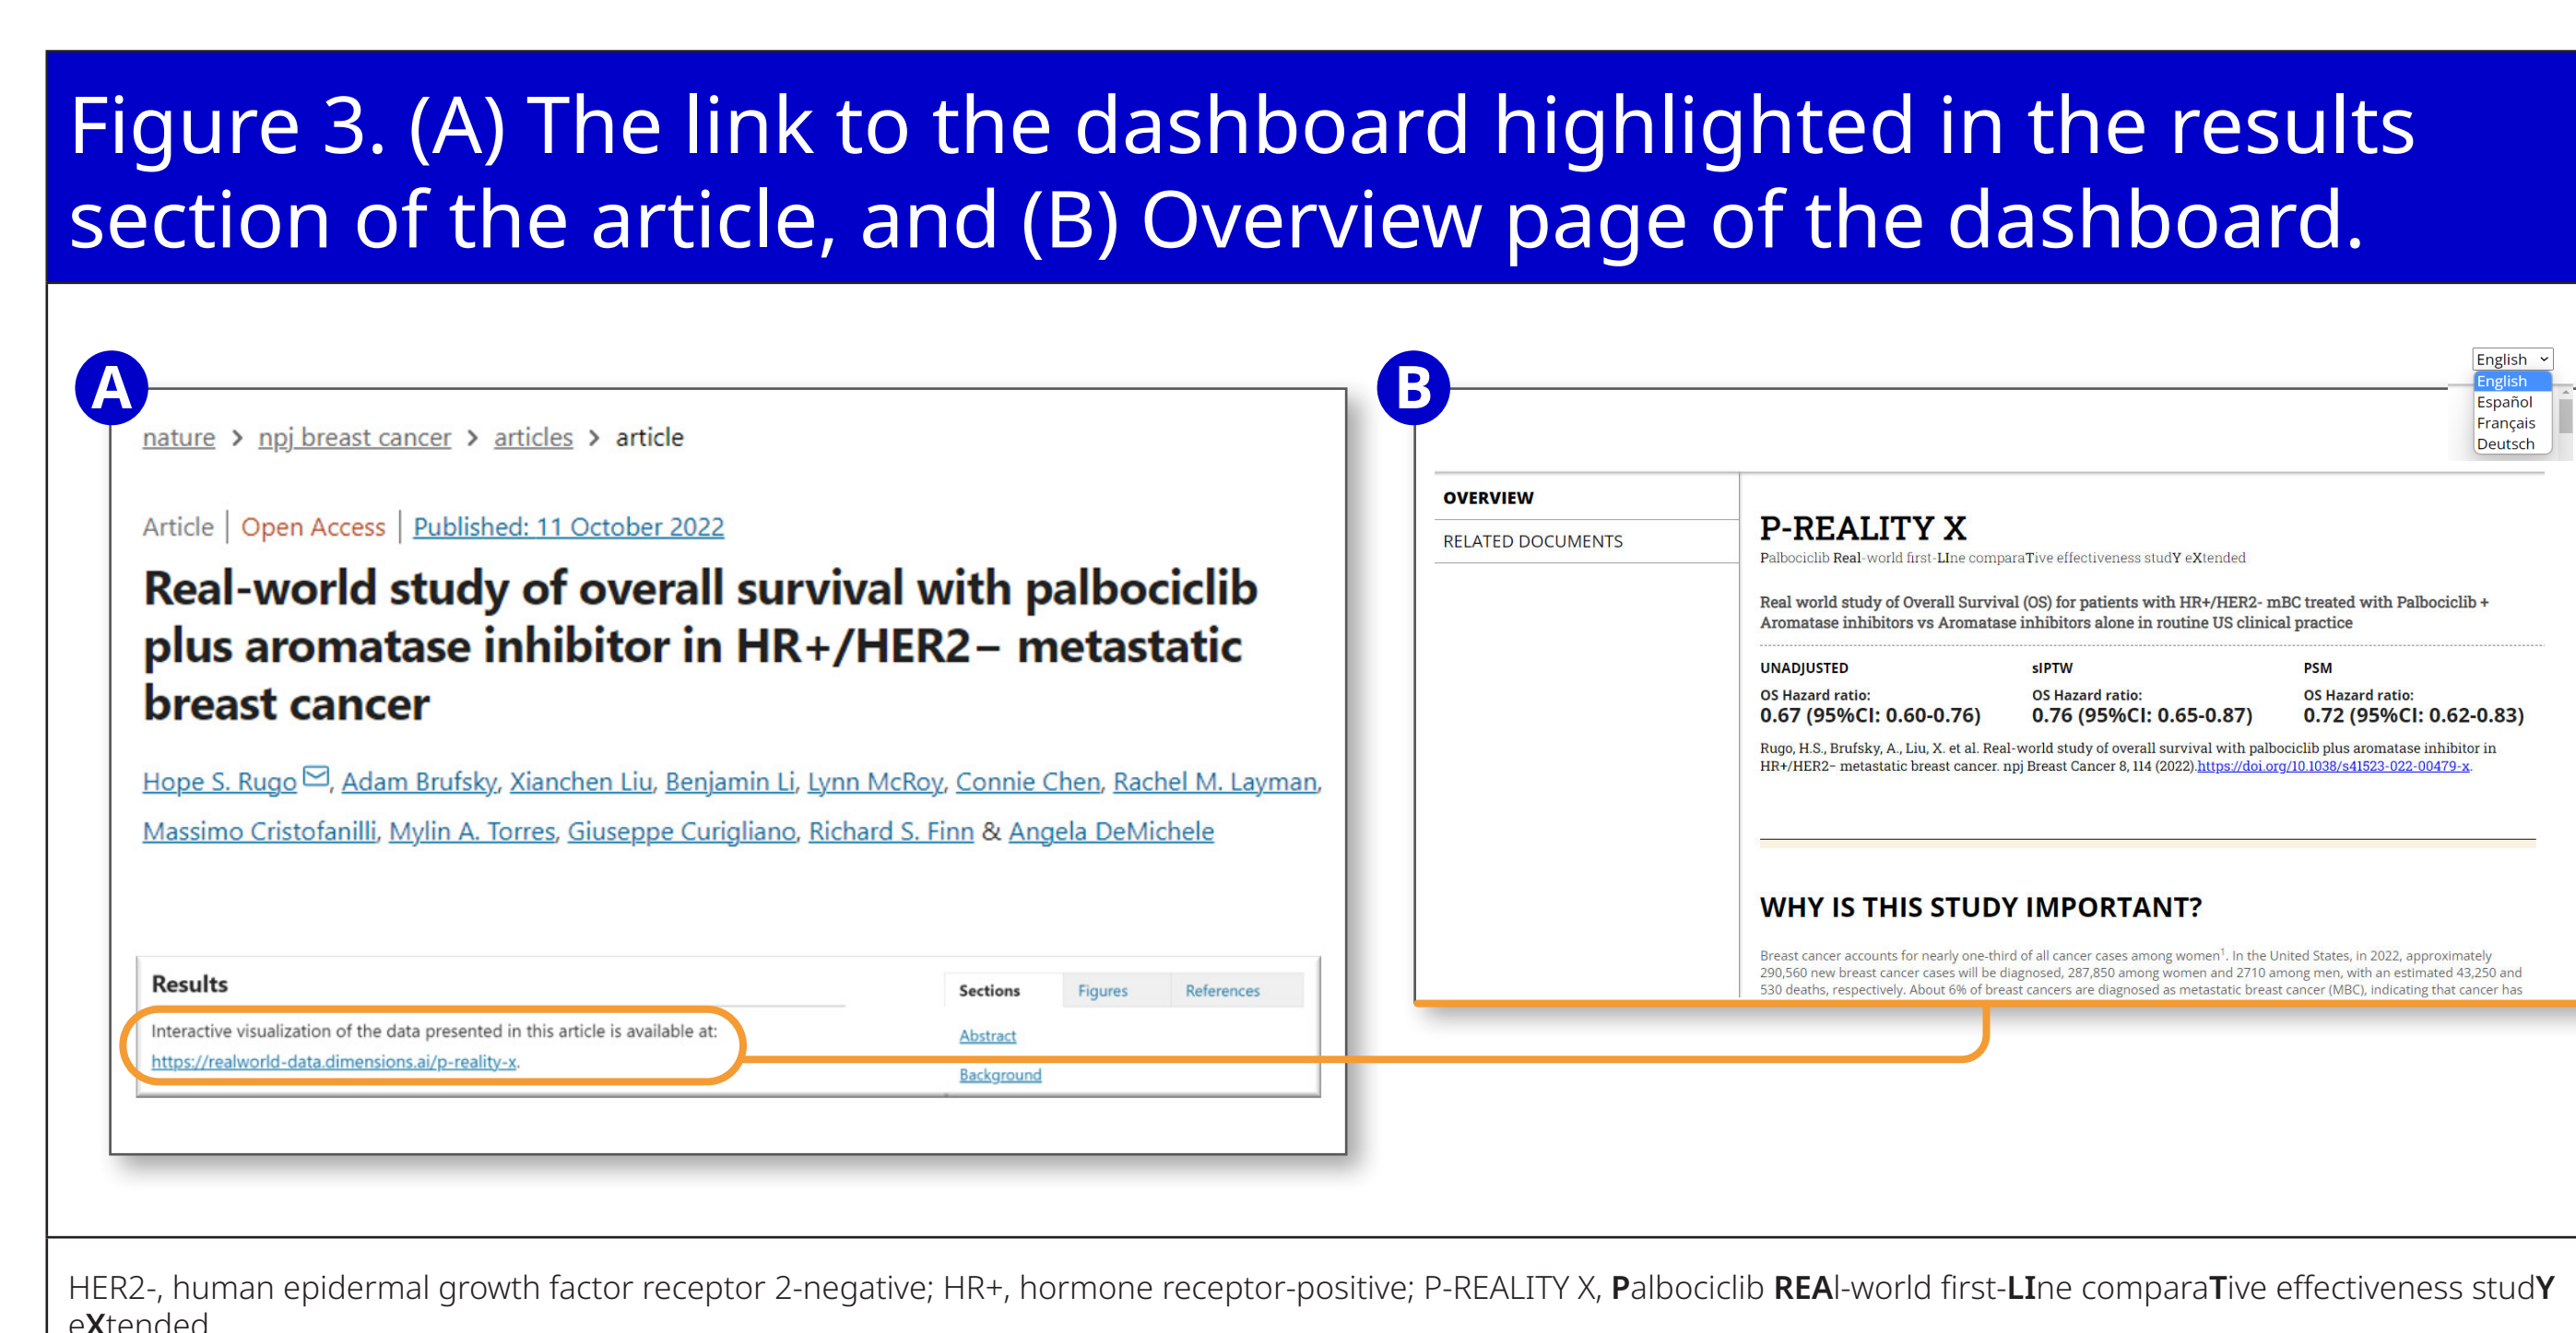 Figure 3. (A) The link to the dashboard highlighted in the results
section of the article, and (B) Overview page of the dashboard.
A
nature > npj breast cancer > articles > article
Article | Open Access | Published: 11 October 2022
Real-world study of overall survival with palbociclib
plus aromatase inhibitor in HR+/HER2− metastatic
breast cancer
Hope S. Rugo, Adam Brufsky, Xianchen Liu, Benjamin Li, Lynn McRoy, Connie Chen, Rachel M. Layman,
Massimo Cristofanilli, Mylin A. Torres, Giuseppe Curigliano, Richard S. Finn & Angela DeMichele
Results
Interactive visualization of the data presented in this article is available at:
https://realworld-data.dimensions.ai/p-reality-x.
Sections Figures References
Abstract
Background
B
English
English
Español
Français
Deutsch
OVERVIEW
RELATED DOCUMENTS
P-REALITY X
Palbociclib Real-world first-LIne comparaTive effectiveness studY eXtended
Real world study of Overall Survival (OS) for patients with HR+/HER2- mBC treated with Palbociclib +
Aromatase inhibitors vs Aromatase inhibitors alone in routine US clinical practice
UNADJUSTED sIPTW PSM
OS Hazard ratio: OS Hazard ratio: OS Hazard ratio:
0.67 (95%CI: 0.60-0.76) 0.76 (95%CI: 0.65-0.87) 0.72 (95%CI: 0.62-0.83)
Rugo, H.S., Brufsky, A., Liu, X. et al. Real-world study of overall survival with palbociclib plus aromatase inhibitor in
HR+/HER2− metastatic breast cancer. npj Breast Cancer 8, 114 (2022).https://doi.org/10.1038/s41523-022-00479-x.
WHY IS THIS STUDY IMPORTANT?
Breast cancer accounts for nearly one-third of all cancer cases among women1. In the United States, in 2022, approximately
290,560 new breast cancer cases will be diagnosed, 287,850 among women and 2710 among men, with an estimated 43,250 and
530 deaths, respectively. About 6% of breast cancers are diagnosed as metastatic breast cancer (MBC), indicating that cancer has
HER2-, human epidermal growth factor receptor 2-negative; HR+, hormone receptor-positive; P-REALITY X, Palbociclib REAl-world first-LIne comparaTive effectiveness studY
eXtended